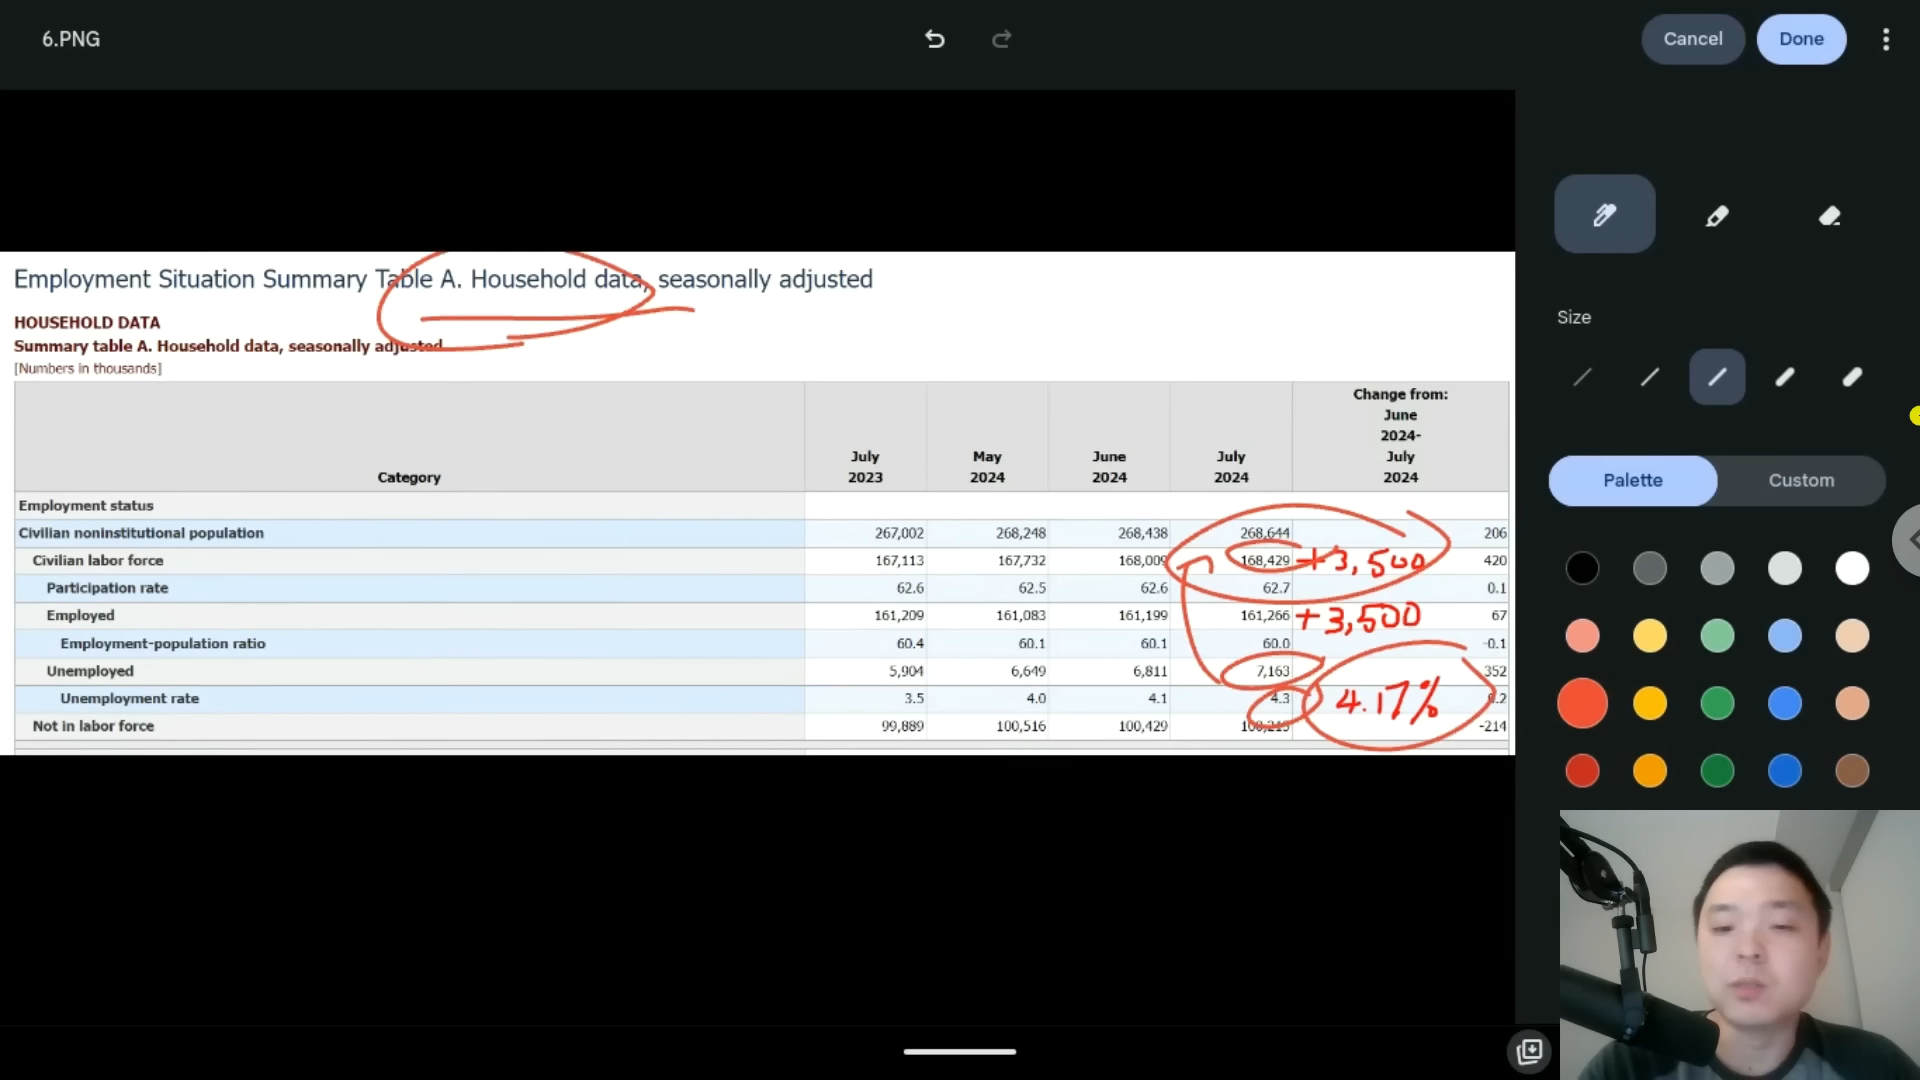 6.PNG
Cancel
Done
Employment Situation Summary Table A. Household data, seasonally adjusted
HOUSEHOLD DATA
Summary table A. Household data, seasonally adjusted
[Numbers in thousands]
Category
July 2023
May 2024
June 2024
July 2024
Change from: June 2024- July 2024
Employment status
Civilian noninstitutional population 267,002 268,248 268,438 268,644 206
Civilian labor force 167,113 167,732 168,009 168,429 +3,500 420
Participation rate 62.6 62.5 62.6 62.7 0.1
Employed 161,209 161,083 161,199 161,266 +3,500 67
Employment-population ratio 60.4 60.1 60.1 60.0 -0.1
Unemployed 5,904 6,649 6,811 7,163 352
Unemployment rate 3.5 4.0 4.1 4.3 4.17% 0.2
Not in labor force 99,889 100,516 100,429 100,215 -214
Size
Palette
Custom